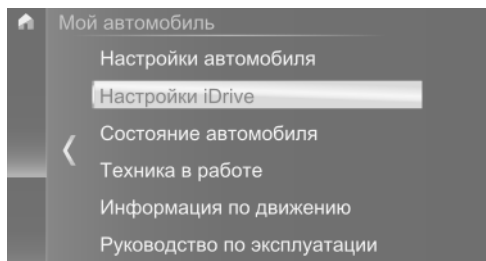 Мой автомобиль
Настройки автомобиля
Настройки iDrive
Состояние автомобиля
Техника в работе
Информация по движению
Руководство по эксплуатации